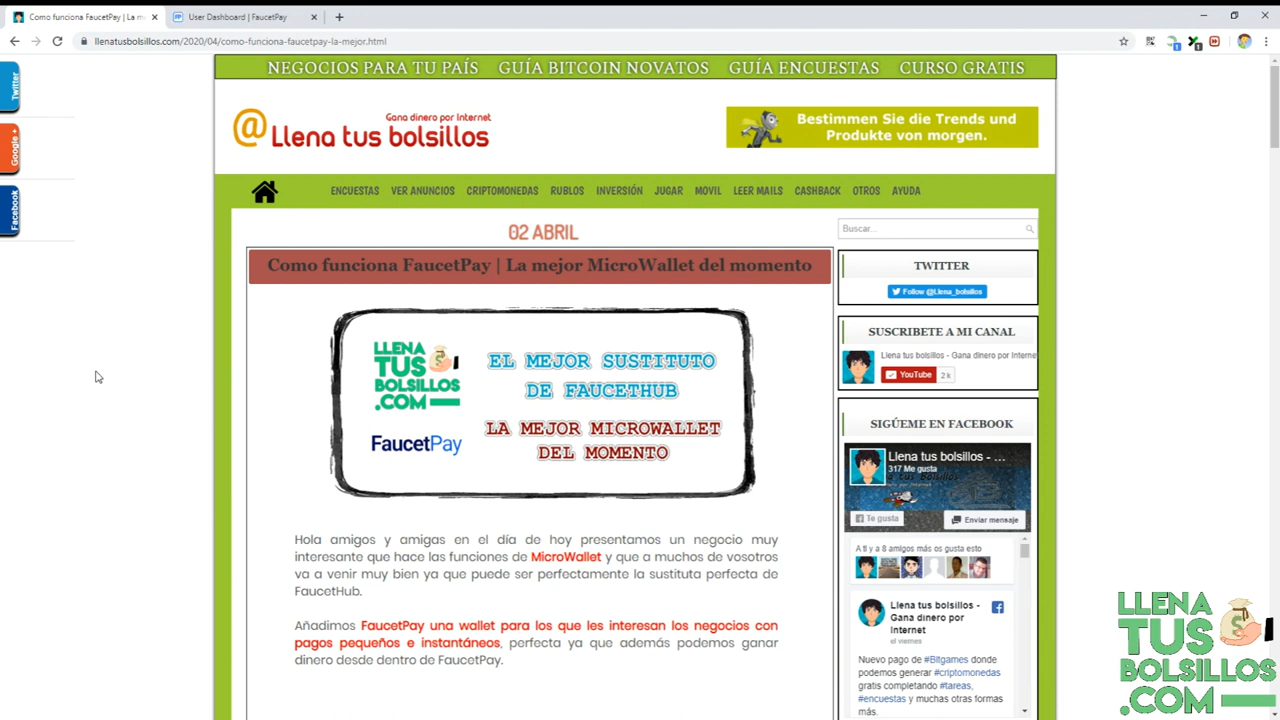 Como funciona FaucetPay | La m
User Dashboard | FaucetPay
llenatusbolsillos.com/2020/04/como-funciona-faucetpay-la-mejor.html
Twitter
Google +
Facebook
NEGOCIOS PARA TU PAÍS GUÍA BITCOIN NOVATOS GUÍA ENCUESTAS CURSO GRATIS
Gana dinero por Internet
@Llena tus bolsillos
Bestimmen Sie die Trends und
Produkte von morgen.
ENCUESTAS VER ANUNCIOS CRIPTOMONEDAS RUBLOS INVERSIÓN JUGAR MOVIL LEER MAILS CASHBACK OTROS AYUDA
02 ABRIL
Como funciona FaucetPay | La mejor MicroWallet del momento
LLENA
TUS
BOLSILLOS
.COM
FaucetPay
EL MEJOR SUSTITUTO
DE FAUCETHUB
LA MEJOR MICROWALLET
DEL MOMENTO
Hola amigos y amigas en el día de hoy presentamos un negocio muy
interesante que hace las funciones de MicroWallet y que a muchos de vosotros
va a venir muy bien ya que puede ser perfectamente la sustituta perfecta de
FaucetHub.
Añadimos FaucetPay una wallet para los que les interesan los negocios con
pagos pequeños e instantáneos, perfecta ya que además podemos ganar
dinero desde dentro de FaucetPay.
Buscar...
TWITTER
Follow @Llena_bolsillos
SUSCRIBETE A MI CANAL
Llena tus bolsillos - Gana dinero por Interne
YouTube 2k
SIGÚEME EN FACEBOOK
Llena tus bolsillos - ...
317 Me gusta
Te gusta
Enviar mensaje
A ti y a 8 amigos más os gusta esto
Llena tus bolsillos -
Gana dinero por
Internet
el viernes
Nuevo pago de #Bitgames donde
podemos generar #criptomonedas
gratis completando #tareas,
#encuestas y muchas otras formas
más.
LLENA
TUS
BOLSILLOS
.COM